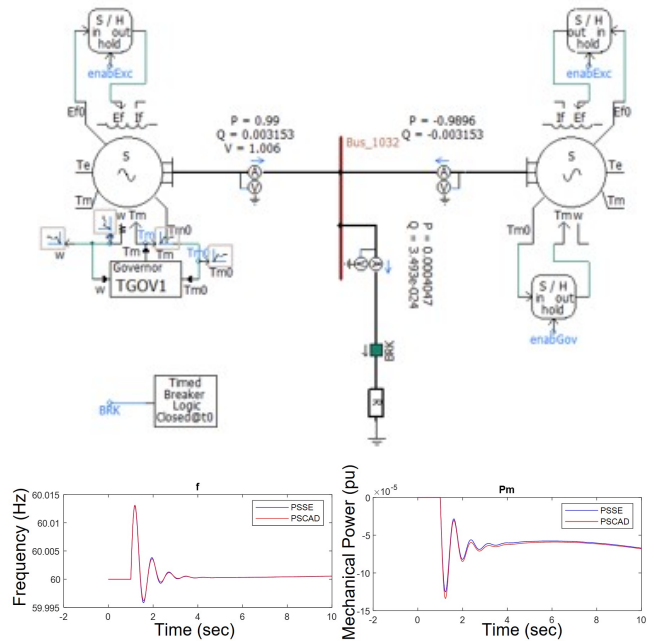 S / H
in out
hold
enabExc
Ef0
Ef If
S
Te
Tm
w Tm
Tm0
Tm
Tm
Tm
Tm0
Tm0
w
w
Tm0
Governor
TGOV1
P = 0.99
Q = 0.003153
V = 1.006
A
V
Bus_1032
P = -0.9896
Q = -0.003153
A
V
P = 0.0004047
Q = 3.493e-024
BRK
R
BRK
Timed
Breaker
Logic
Closed@t0
S / H
out in
hold
enabExc
If Ef
Ef0
S
Te
Tm
Tm w
Tm0
S / H
in out
hold
enabGov
f
Frequency (Hz)
60.015
60.01
60.005
60
59.995
-2 0 2 4 6 8 10
Time (sec)
PSSE
PSCAD
Pm
Mechanical Power (pu)
×10-5
0
-5
-10
-15
-2 0 2 4 6 8 10
Time (sec)
PSSE
PSCAD